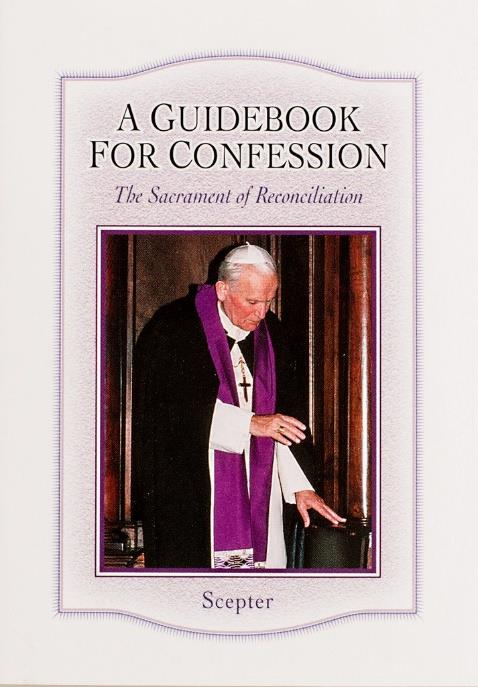 A GUIDEBOOK
FOR CONFESSION
The Sacrament of Reconciliation
Scepter